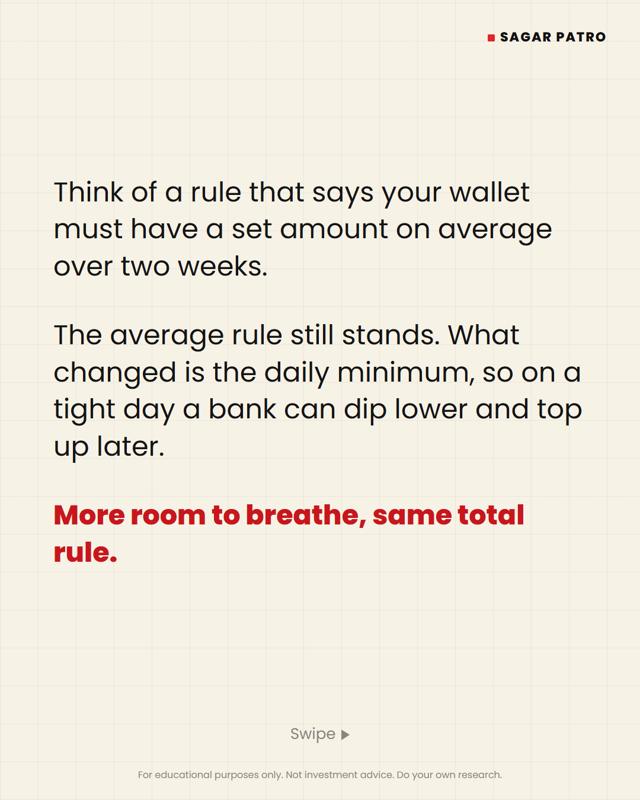 SAGAR PATRO
Think of a rule that says your wallet
must have a set amount on average
over two weeks.
The average rule still stands. What
changed is the daily minimum, so on a
tight day a bank can dip lower and top
up later.
More room to breathe, same total
rule.
Swipe
For educational purposes only. Not investment advice. Do your own research.